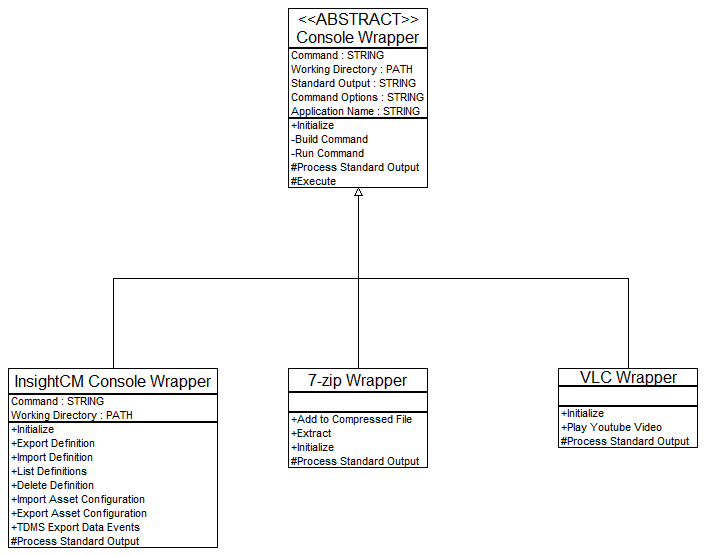 <<ABSTRACT>>
Console Wrapper
Command : STRING
Working Directory : PATH
Standard Output : STRING
Command Options : STRING
Application Name : STRING
+Initialize
-Build Command
-Run Command
#Process Standard Output
#Execute
InsightCM Console Wrapper
Command : STRING
Working Directory : PATH
+Initialize
+Export Definition
+Import Definition
+List Definitions
+Delete Definition
+Import Asset Configuration
+Export Asset Configuration
+TDMS Export Data Events
#Process Standard Output
7-zip Wrapper
+Add to Compressed File
+Extract
+Initialize
#Process Standard Output
VLC Wrapper
+Initialize
+Play Youtube Video
#Process Standard Output